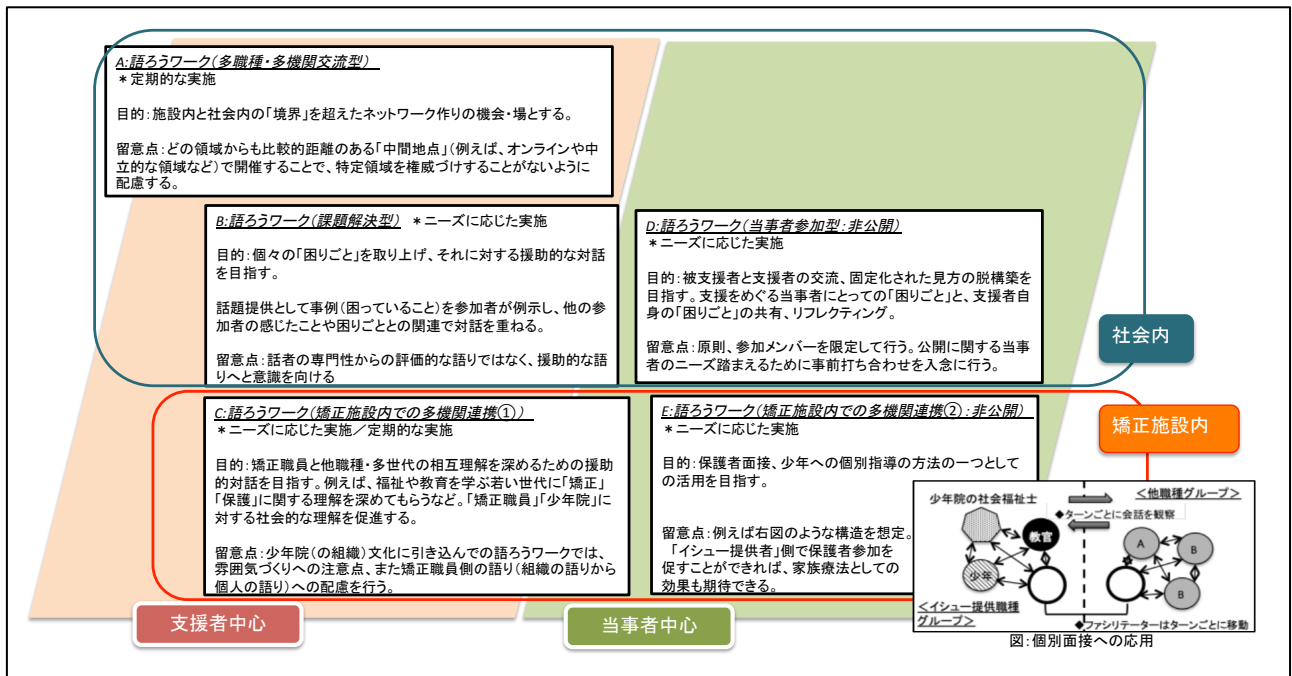 A:語ろうワーク(多職種・多機関交流型)
＊定期的な実施
目的：施設内と社会内の「境界」を超えたネットワーク作りの機会・場とする。
留意点：どの領域からも比較的距離のある「中間地点」(例えば、オンラインや中
立的な領域など)で開催することで、特定領域を権威づけすることがないように
配慮する。
B:語ろうワーク(課題解決型)　＊ニーズに応じた実施
目的：個々の「困りごと」を取り上げ、それに対する援助的な対話
を目指す。
話題提供として事例(困っていること)を参加者が例示し、他の参
加者の感じたことや困りごととの関連で対話を重ねる。
留意点：話者の専門性からの評価的な語りではなく、援助的な語
りへと意識を向ける
D:語ろうワーク(当事者参加型：非公開)
＊ニーズに応じた実施
目的：被支援者と支援者の交流、固定化された見方の脱構築を
目指す。支援をめぐる当事者にとっての「困りごと」と、支援者自
身の「困りごと」の共有、リフレクティング。
留意点：原則、参加メンバーを限定して行う。公開に関する当事
者のニーズ踏まえるために事前打ち合わせを入念に行う。
社会内
C:語ろうワーク(矯正施設内での多機関連携①)
＊ニーズに応じた実施／定期的な実施
目的：矯正職員と他職種・多世代の相互理解を深めるための援助
的対話を目指す。例えば、福祉や教育を学ぶ若い世代に「矯正」
「保護」に関する理解を深めてもらうなど。「矯正職員」「少年院」に
対する社会的な理解を促進する。
留意点：少年院(の組織)文化に引き込んでの語ろうワークでは、
雰囲気づくりへの注意点、また矯正職員側の語り(組織の語りから
個人の語り)への配慮を行う。
E:語ろうワーク(矯正施設内での多機関連携②：非公開)
＊ニーズに応じた実施
目的：保護者面接、少年への個別指導の方法の一つとして
の活用を目指す。
留意点：例えば右図のような構造を想定。
「イシュー提供者」側で保護者参加を
促すことができれば、家族療法としての
効果も期待できる。
矯正施設内
少年院の社会福祉士
＜他職種グループ＞
◆ターンごとに会話を観察
教官
A
B
少年
B
＜イシュー提供職種
グループ＞
◆ファシリテーターはターンごとに移動
図：個別面接への応用
支援者中心
当事者中心